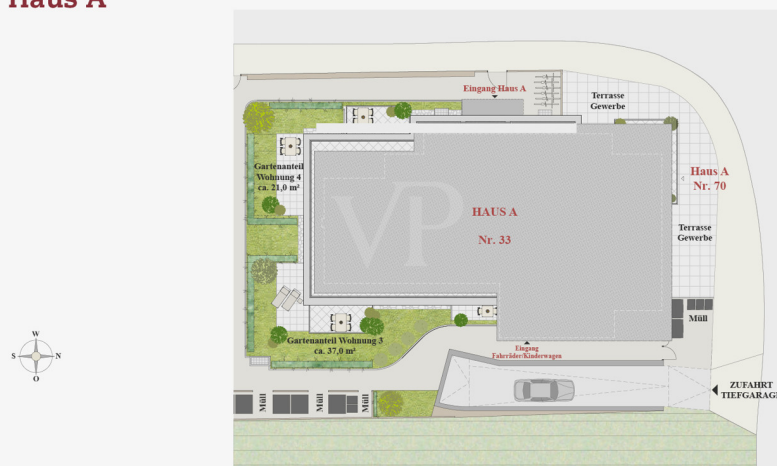 Haus A
Eingang Haus A
Terrasse
Gewerbe
Gartenanteil
Wohnung 4
ca. 21,0 m²
Haus A
Nr. 70
VP
HAUS A
Nr. 33
Terrasse
Gewerbe
Müll
Gartenanteil Wohnung 3
ca. 37,0 m²
Eingang
Fahrräder/Kinderwagen
W
S
N
O
ZUFAHRT
TIEFGARAGE
Müll
Müll
Müll